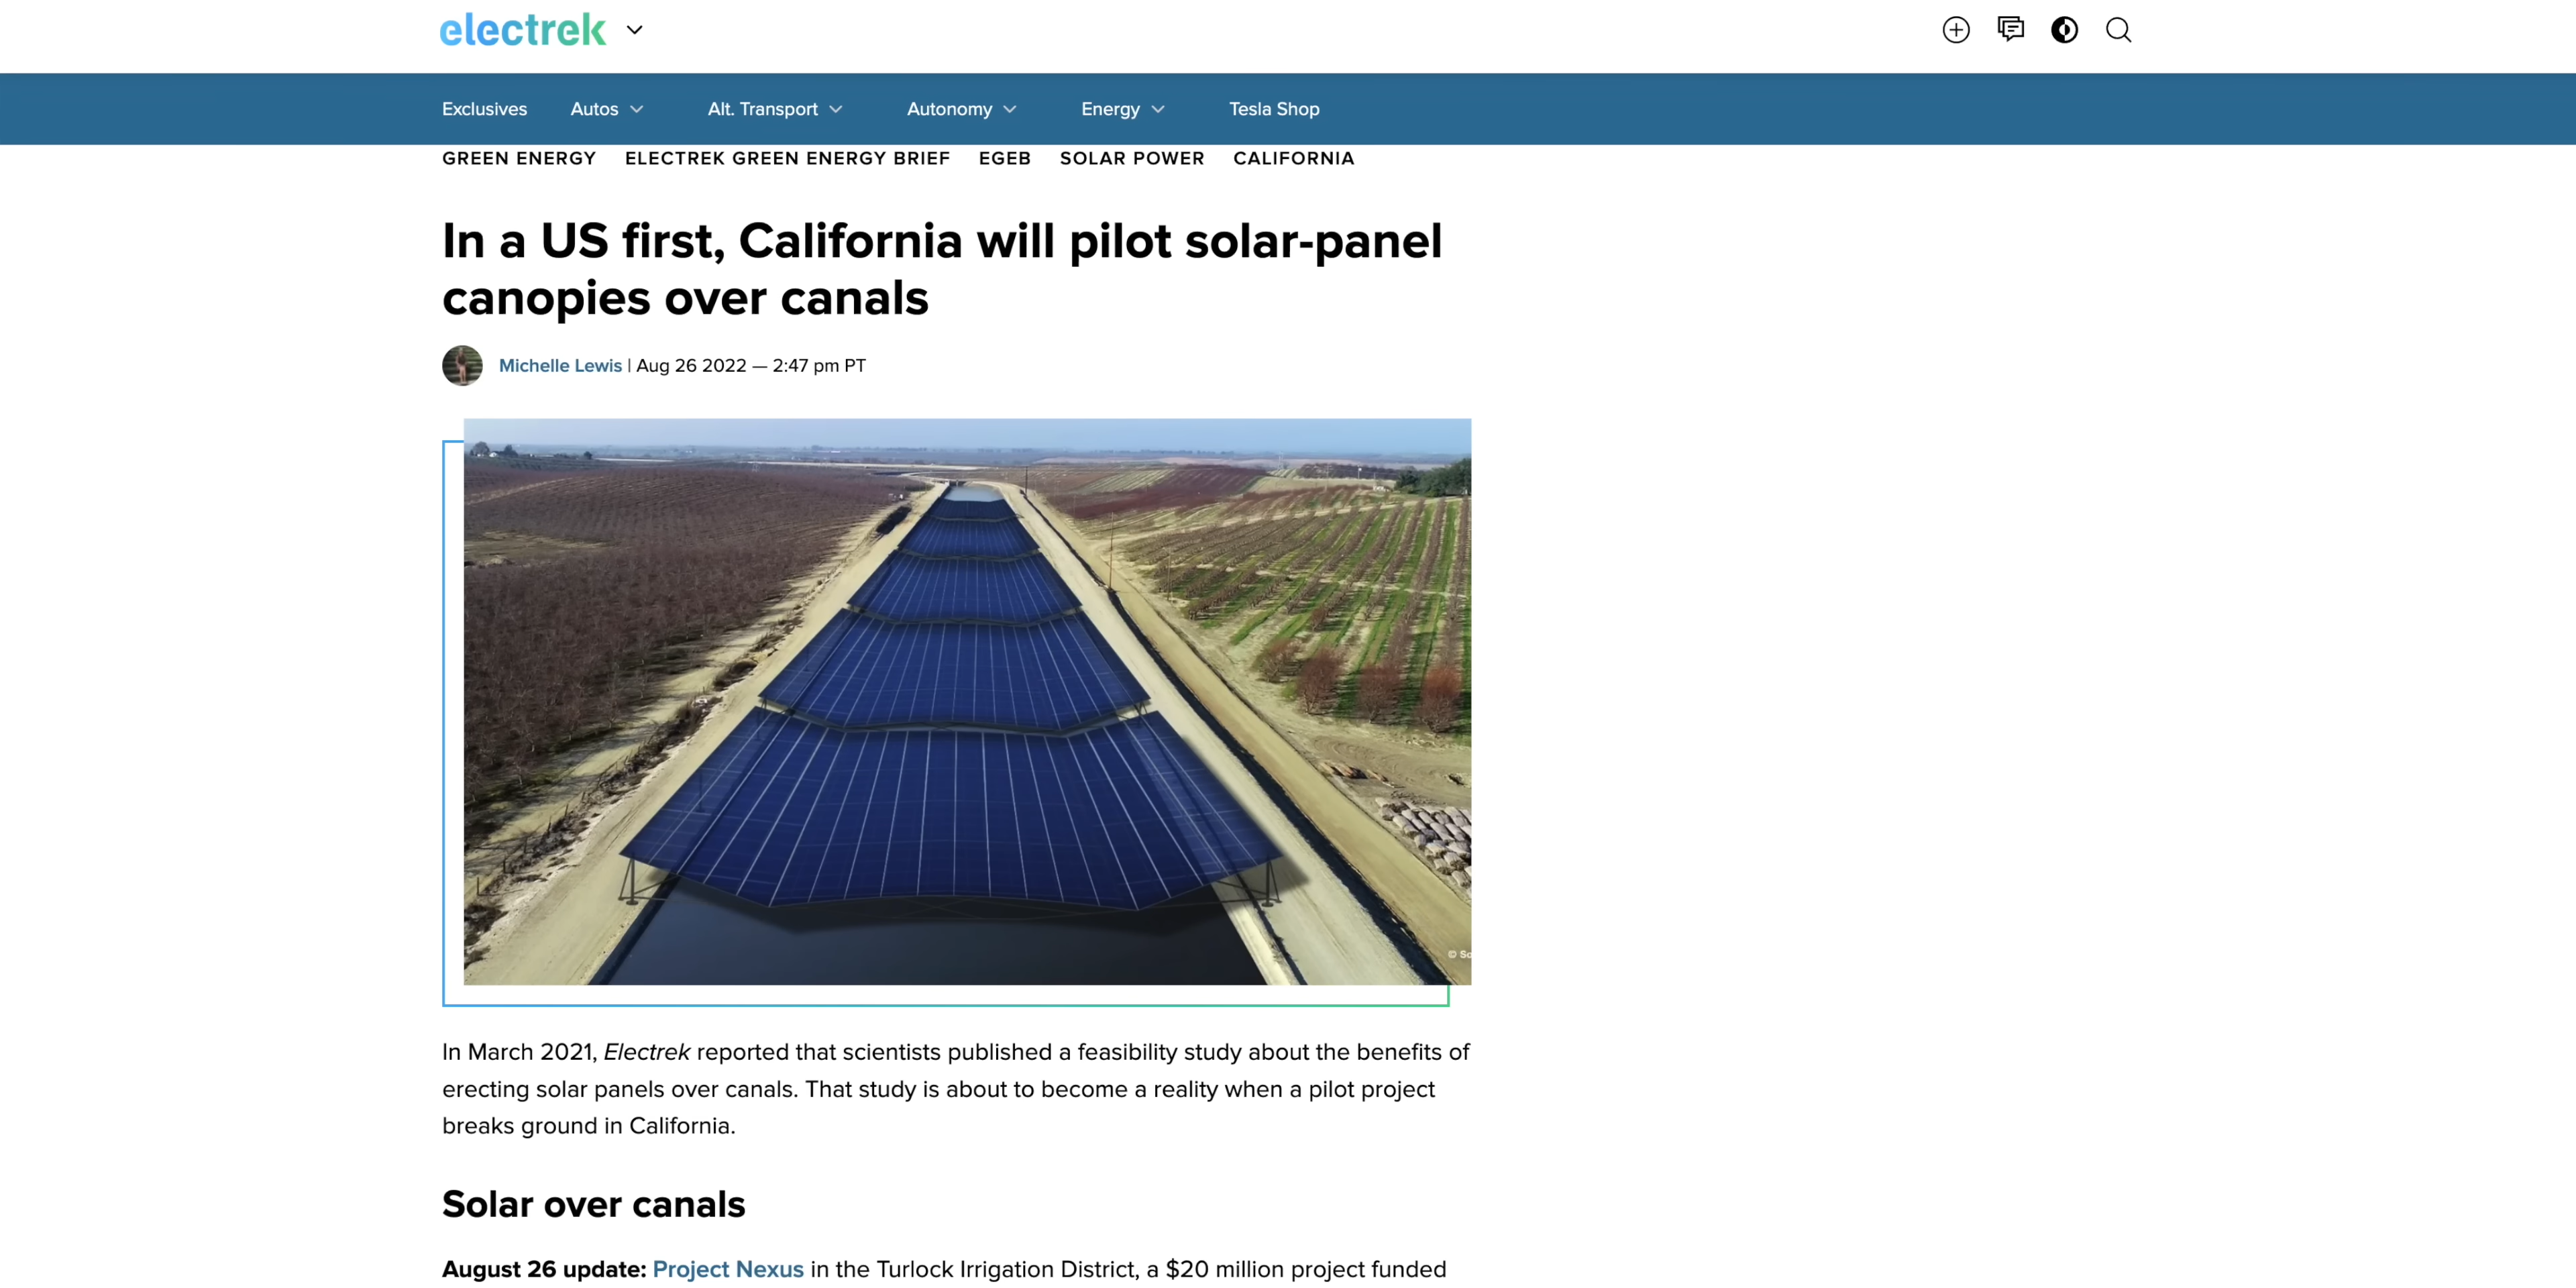 electrek
Exclusives Autos Alt. Transport Autonomy Energy Tesla Shop
GREEN ENERGY ELECTREK GREEN ENERGY BRIEF EGEB SOLAR POWER CALIFORNIA
In a US first, California will pilot solar-panel
canopies over canals
Michelle Lewis | Aug 26 2022 — 2:47 pm PT
© So
In March 2021, Electrek reported that scientists published a feasibility study about the benefits of
erecting solar panels over canals. That study is about to become a reality when a pilot project
breaks ground in California.
Solar over canals
August 26 update: Project Nexus in the Turlock Irrigation District, a $20 million project funded